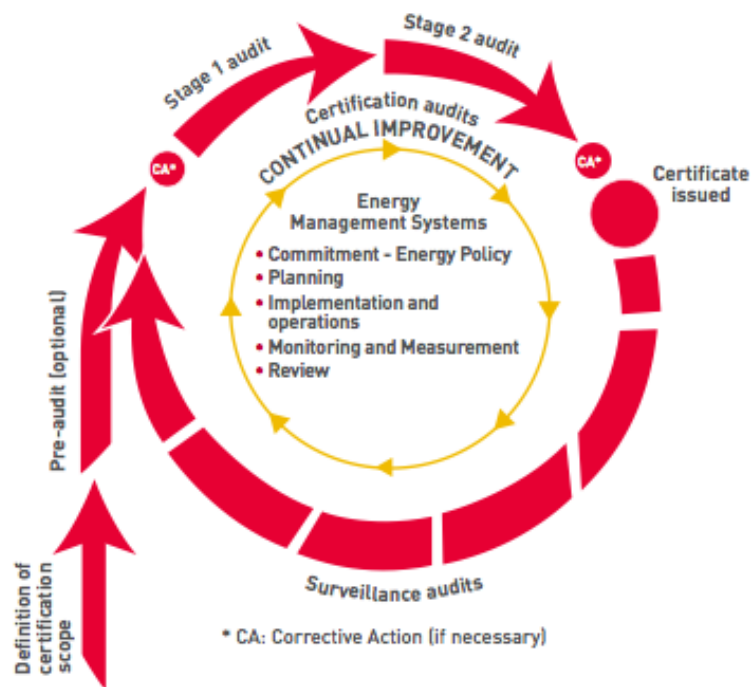 Stage 1 audit
Stage 2 audit
Certification audits
CONTINUAL IMPROVEMENT
CA*
CA*
Certificate
issued
Energy
Management Systems
• Commitment - Energy Policy
• Planning
• Implementation and
operations
• Monitoring and Measurement
• Review
Pre-audit (optional)
Definition of
certification
scope
Surveillance audits
* CA: Corrective Action (if necessary)